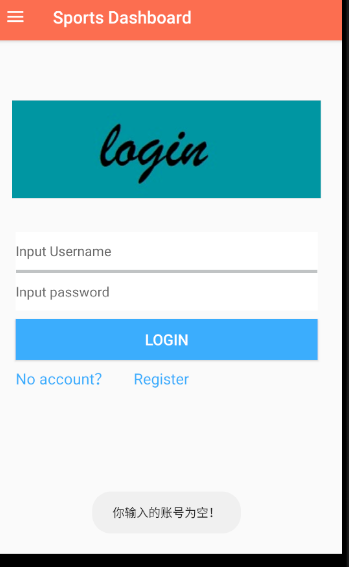 Sports Dashboard
login
Input Username
Input password
LOGIN
No account? Register
你输入的账号为空!